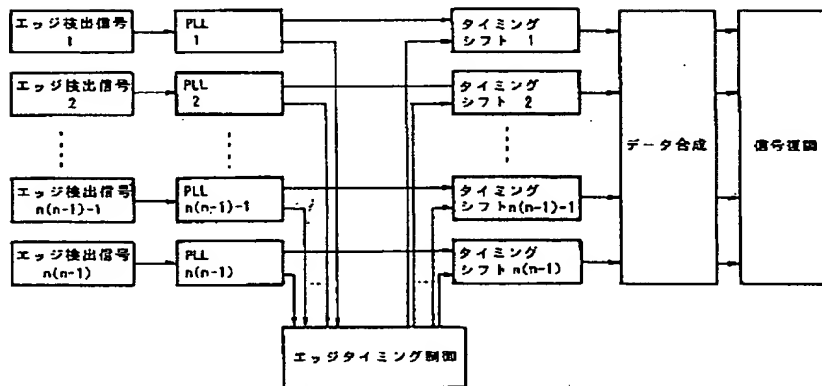 エッジ検出信号
1
PLL
1
タイミング
シフト 1
エッジ検出信号
2
PLL
2
タイミング
シフト 2
データ合成
信号復調
エッジ検出信号
n(n-1)-1
PLL
n(n-1)-1
タイミング
シフトn(n-1)-1
エッジ検出信号
n(n-1)
PLL
n(n-1)
タイミング
シフトn(n-1)
エッジタイミング制御